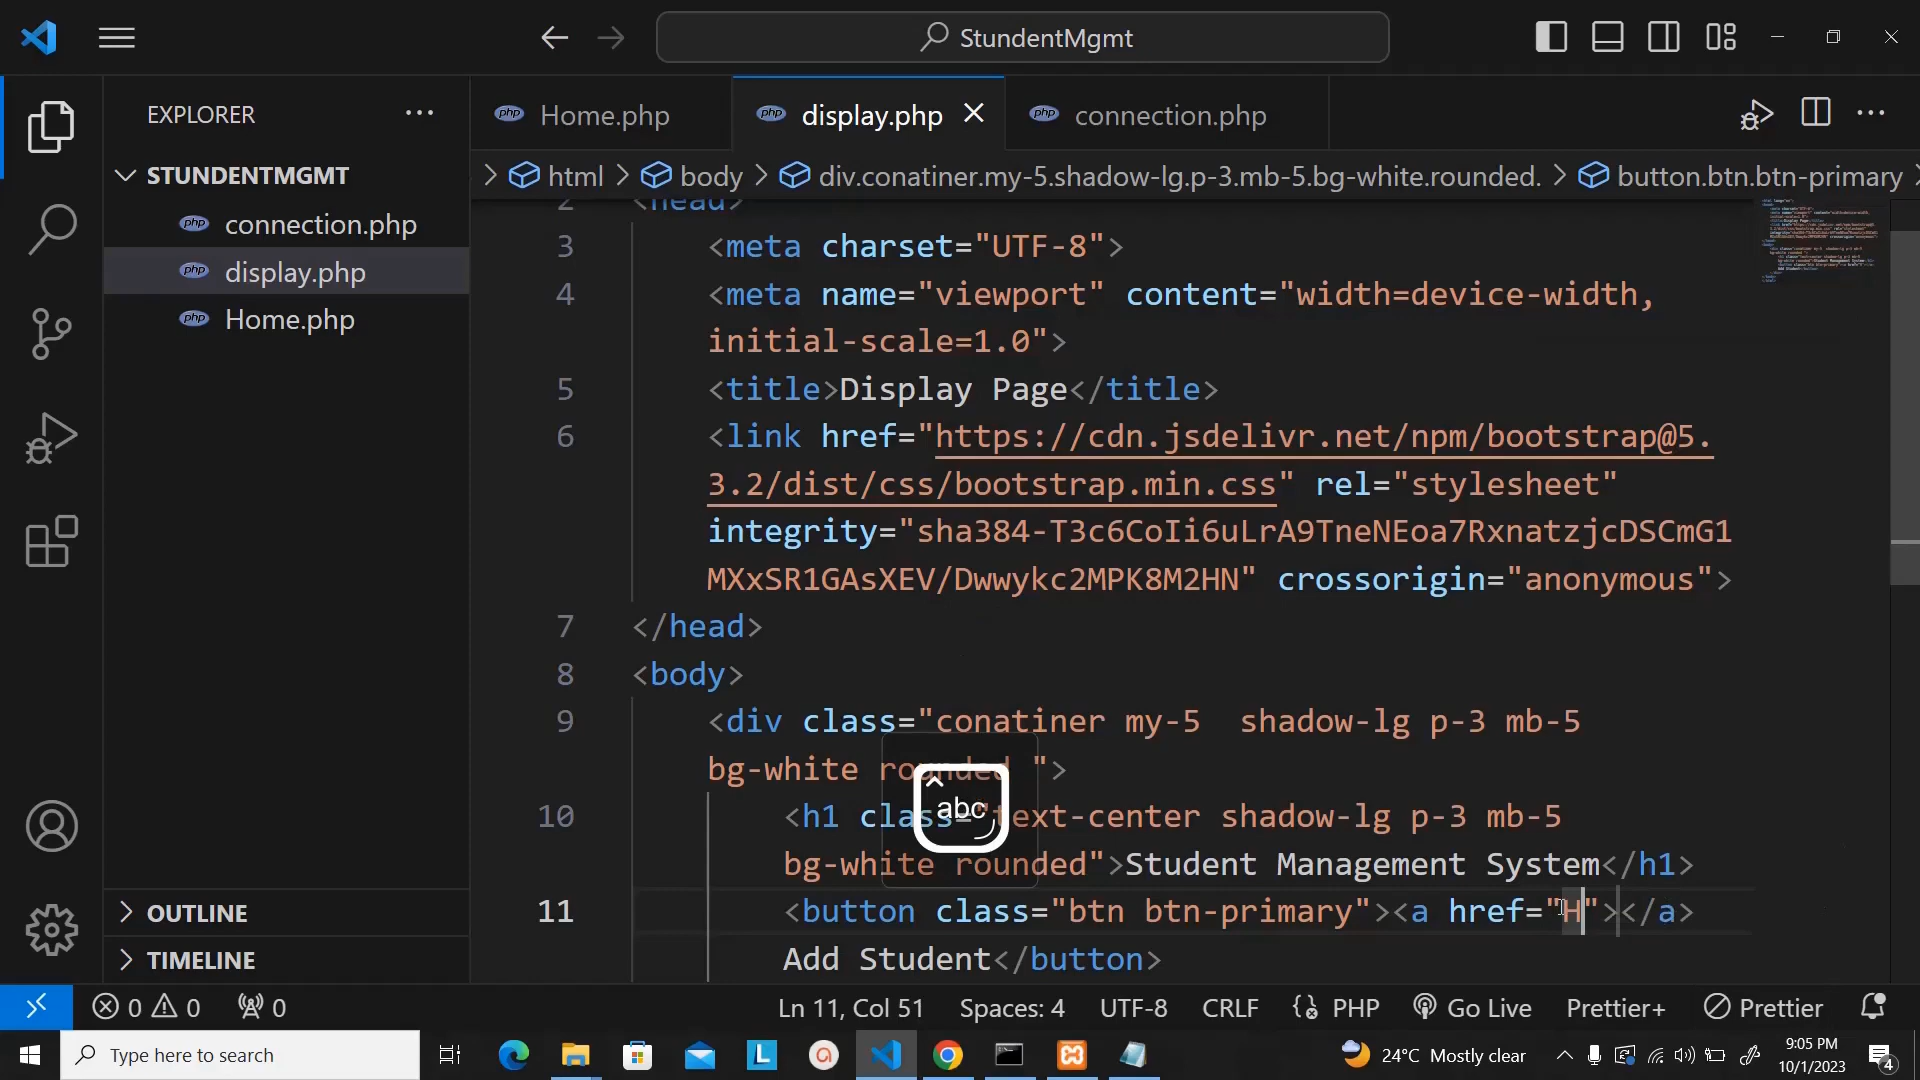 StundentMgmt
EXPLORER
Home.php
display.php
connection.php
html
body
div.conatiner.my-5.shadow-lg.p-3.mb-5.bg-white.rounded.
button.btn.btn-primary
STUNDENTMGMT
connection.php
display.php
Home.php
OUTLINE
TIMELINE
2 <head>
3 <meta charset="UTF-8">
4 <meta name="viewport" content="width=device-width,
initial-scale=1.0">
5 <title>Display Page</title>
6 <link href="https://cdn.jsdelivr.net/npm/bootstrap@5.
3.2/dist/css/bootstrap.min.css" rel="stylesheet"
integrity="sha384-T3c6CoIi6uLrA9TneNEoa7RxnatzjcDSCmG1
MXxSR1GAsXEV/Dwwykc2MPK8M2HN" crossorigin="anonymous">
7 </head>
8 <body>
9 <div class="conatiner my-5  shadow-lg p-3 mb-5
bg-white rounded ">
abc
10 <h1 class="text-center shadow-lg p-3 mb-5
bg-white rounded">Student Management System</h1>
11 <button class="btn btn-primary"><a href="H"></a>
Add Student</button>
0 0 0
Ln 11, Col 51
Spaces: 4
UTF-8
CRLF
PHP
Go Live
Prettier+
Prettier
Type here to search
24°C Mostly clear
9:05 PM
10/1/2023
4